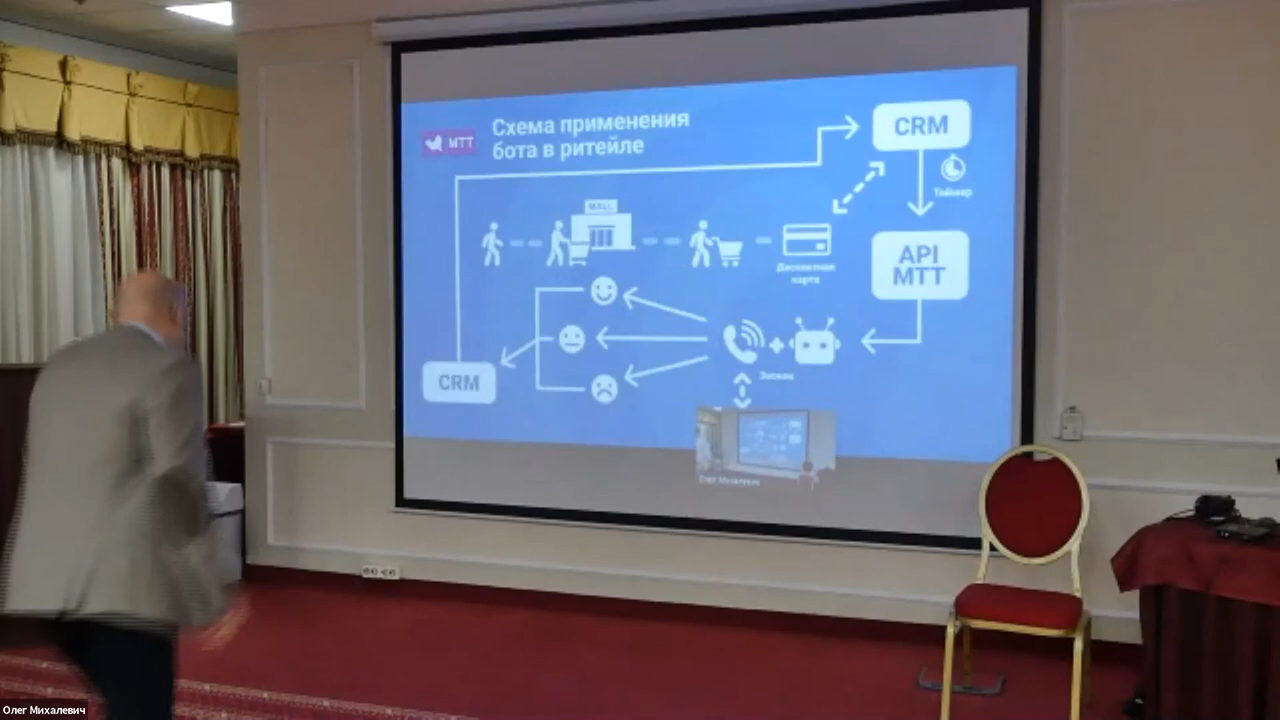 МТТ
Схема применения
бота в ритейле
CRM
Таймер
MALL
API
МТТ
Дисконтная
карта
CRM
Звонок
Олег Михалевич
Олег Михалевич